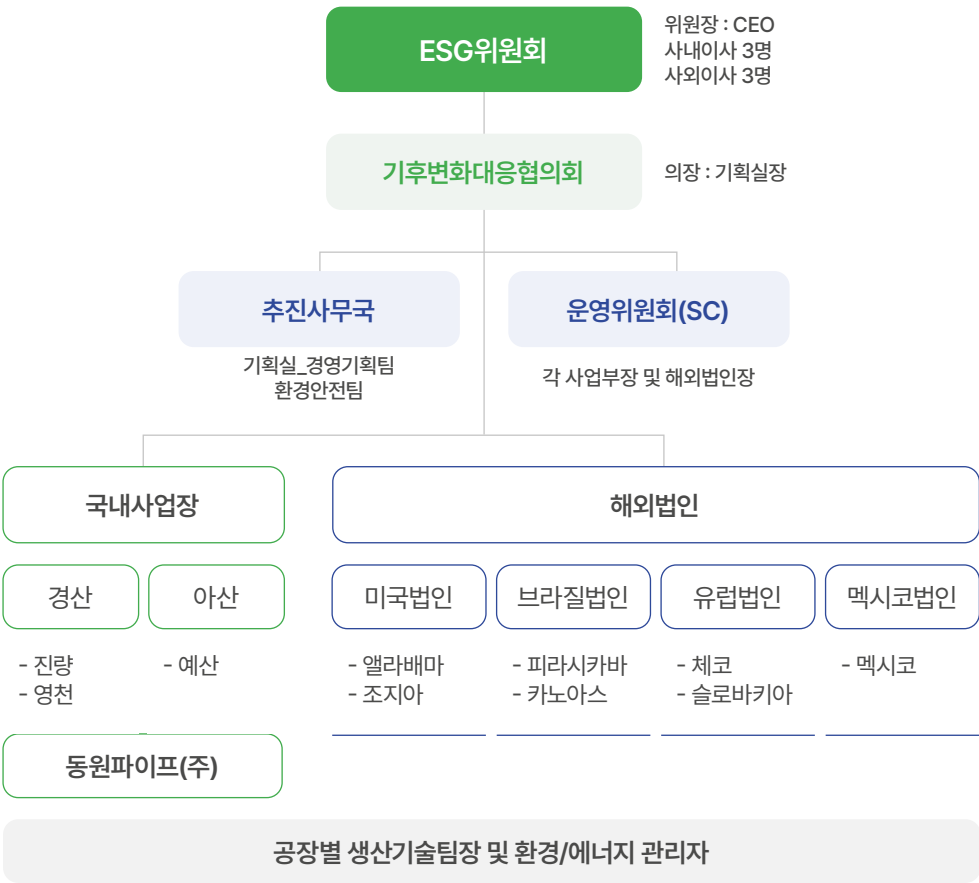 ESG위원회
위원장 : CEO
사내이사 3명
사외이사 3명
기후변화대응협의회
의장 : 기획실장
추진사무국
운영위원회(SC)
기획실_경영기획팀
환경안전팀
각 사업부장 및 해외법인장
국내사업장
해외법인
경산
아산
미국법인
브라질법인
유럽법인
멕시코법인
- 진량
- 영천
- 예산
- 앨라배마
- 조지아
- 피라시카바
- 카노아스
- 체코
- 슬로바키아
- 멕시코
동원파이프(주)
공장별 생산기술팀장 및 환경/에너지 관리자